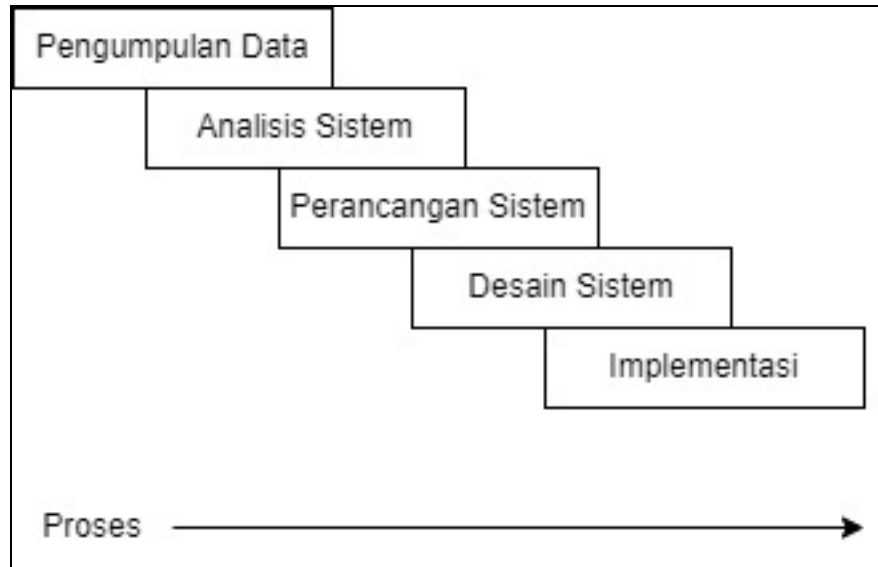 Pengumpulan Data
Analisis Sistem
Perancangan Sistem
Desain Sistem
Implementasi
Proses